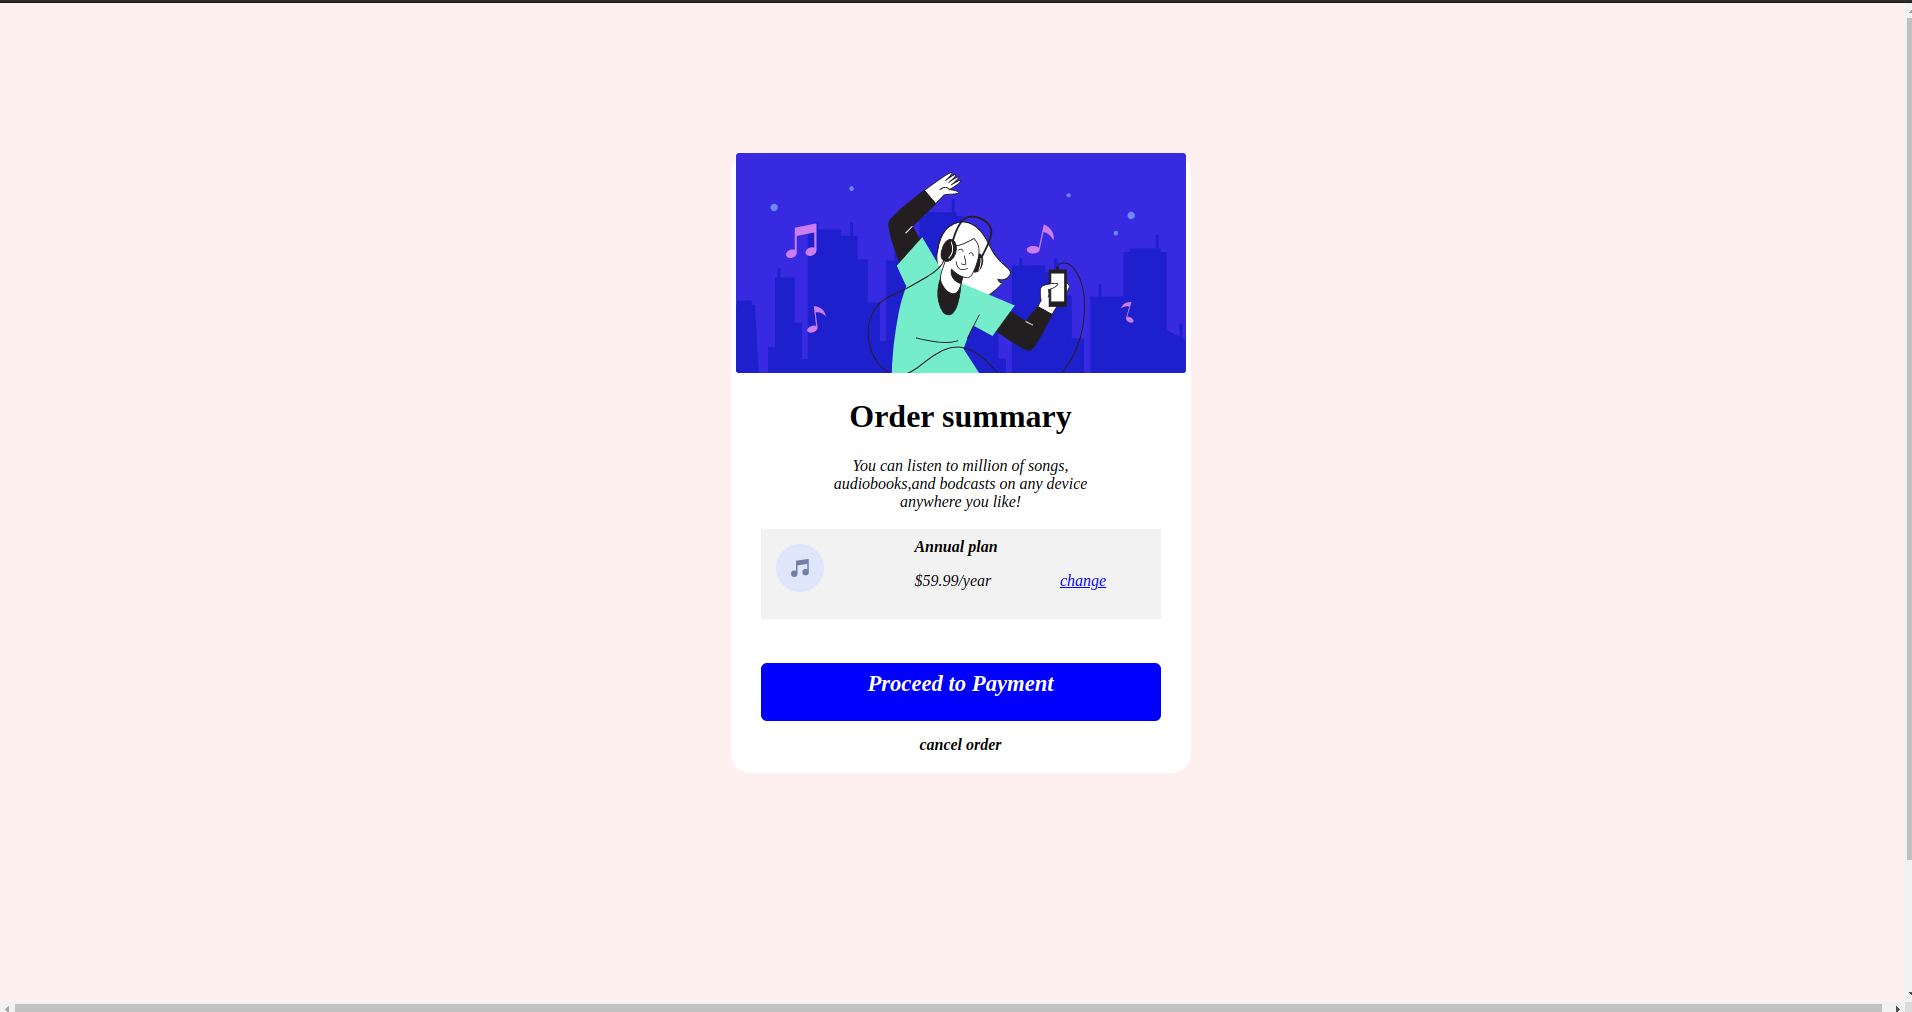 Order summary
You can listen to million of songs,
audiobooks,and bodcasts on any device
anywhere you like!
Annual plan
$59.99/year
change
Proceed to Payment
cancel order